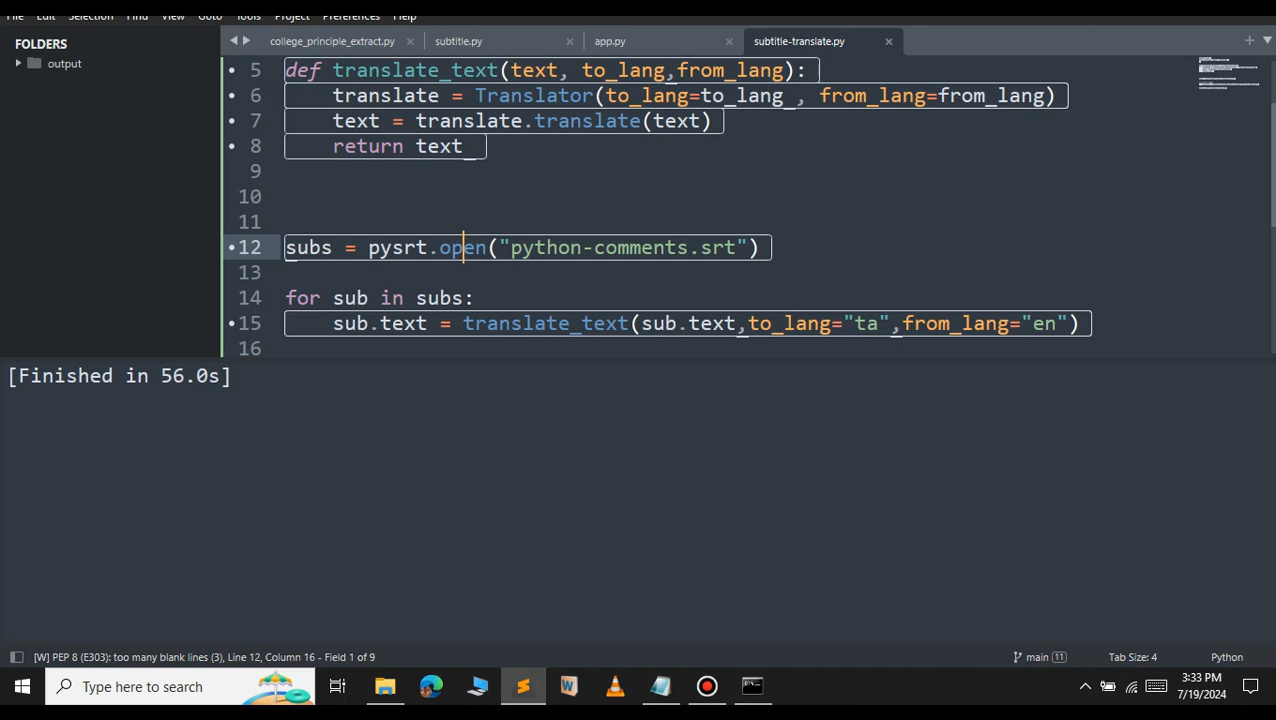 File Edit Selection Find View Goto Tools Project Preferences Help
FOLDERS
output
college_principle_extract.py
subtitle.py
app.py
subtitle-translate.py
5 def translate_text(text, to_lang,from_lang):
6 translate = Translator(to_lang=to_lang , from_lang=from_lang)
7 text = translate.translate(text)
8 return text
9
10
11
12 subs = pysrt.open("python-comments.srt")
13
14 for sub in subs:
15 sub.text = translate_text(sub.text,to_lang="ta",from_lang="en")
16
[Finished in 56.0s]
[W] PEP 8 (E303): too many blank lines (3), Line 12, Column 16 - Field 1 of 9
main 11
Tab Size: 4
Python
Type here to search
3:33 PM
7/19/2024